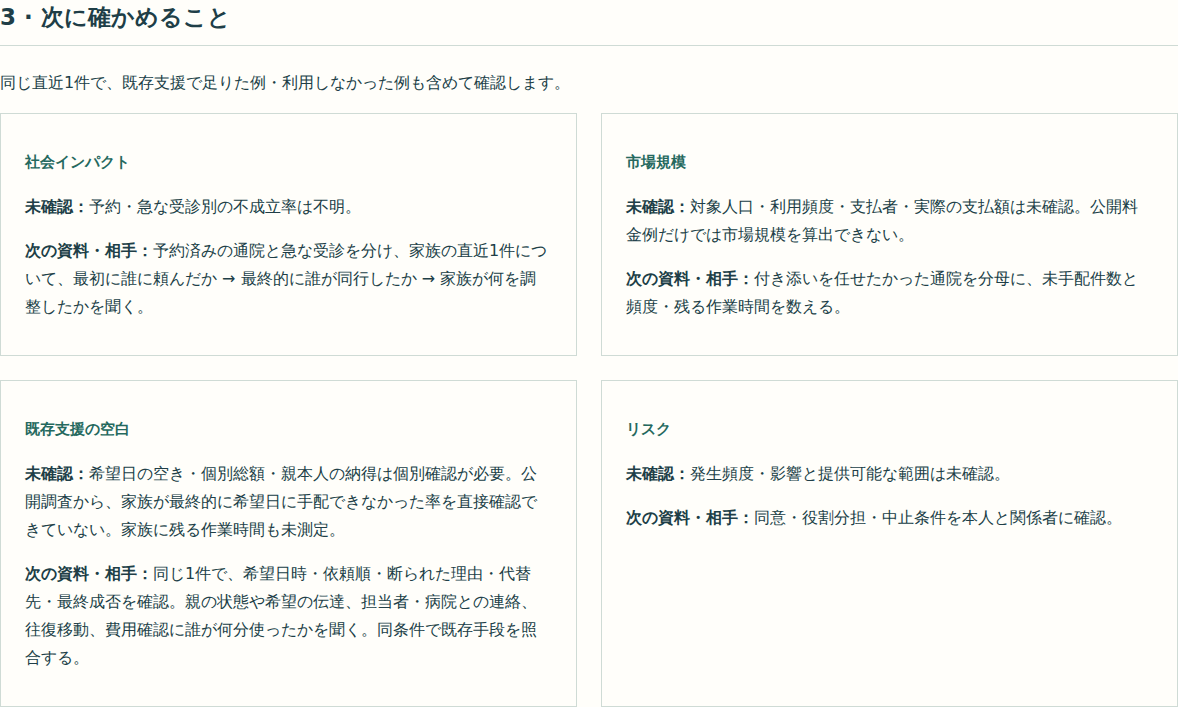 3・次に確かめること
同じ直近1件で、既存支援で足りた例・利用しなかった例も含めて確認します。
社会インパクト
未確認：予約・急な受診別の不成立率は不明。
次の資料・相手：予約済みの通院と急な受診を分け、家族の直近1件につ
いて、最初に誰に頼んだか → 最終的に誰が同行したか → 家族が何を調
整したかを聞く。
市場規模
未確認：対象人口・利用頻度・支払者・実際の支払額は未確認。公開料
金例だけでは市場規模を算出できない。
次の資料・相手：付き添いを任せたかった通院を分母に、未手配件数と
頻度・残る作業時間を数える。
既存支援の空白
未確認：希望日の空き・個別総額・親本人の納得は個別確認が必要。公
開調査から、家族が最終的に希望日に手配できなかった率を直接確認で
きていない。家族に残る作業時間も未測定。
次の資料・相手：同じ1件で、希望日時・依頼順・断られた理由・代替
先・最終成否を確認。親の状態や希望の伝達、担当者・病院との連絡、
往復移動、費用確認に誰が何分使ったかを聞く。同条件で既存手段を照
合する。
リスク
未確認：発生頻度・影響と提供可能な範囲は未確認。
次の資料・相手：同意・役割分担・中止条件を本人と関係者に確認。